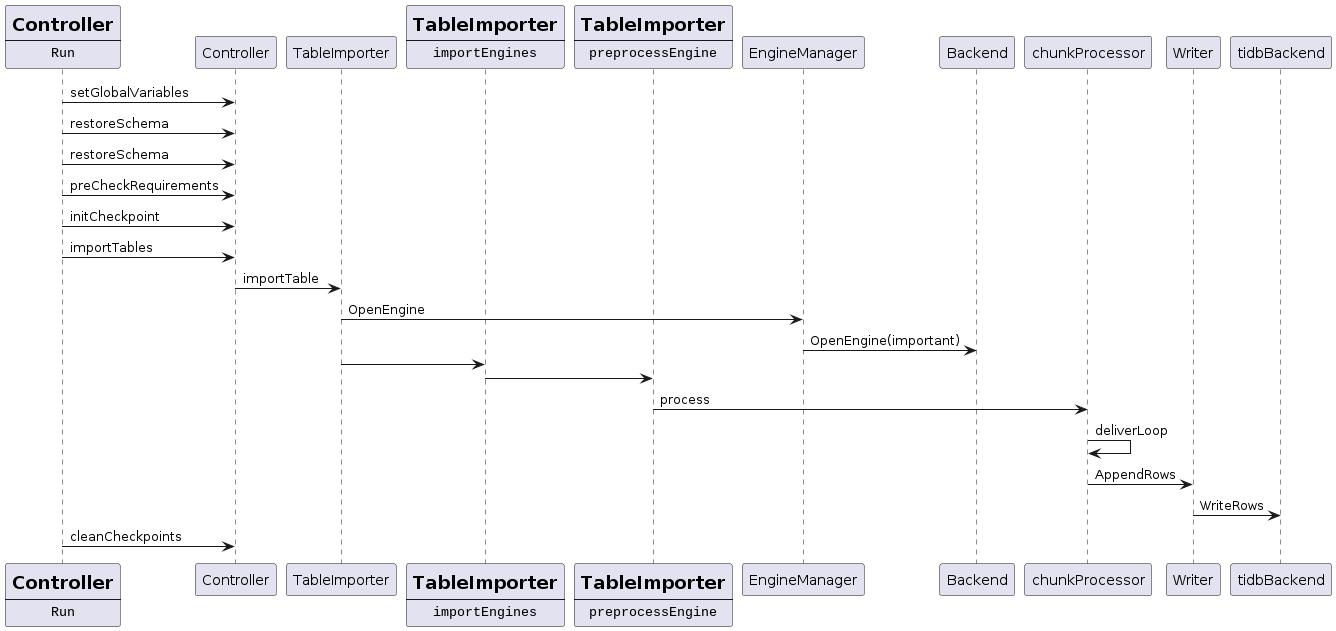 Controller
Run
Controller
TableImporter
TableImporter
importEngines
TableImporter
preprocessEngine
EngineManager
Backend
chunkProcessor
Writer
tidbBackend
setGlobalVariables
restoreSchema
restoreSchema
preCheckRequirements
initCheckpoint
importTables
importTable
OpenEngine
OpenEngine(important)
process
deliverLoop
AppendRows
WriteRows
cleanCheckpoints
Controller
Run
Controller
TableImporter
TableImporter
importEngines
TableImporter
preprocessEngine
EngineManager
Backend
chunkProcessor
Writer
tidbBackend